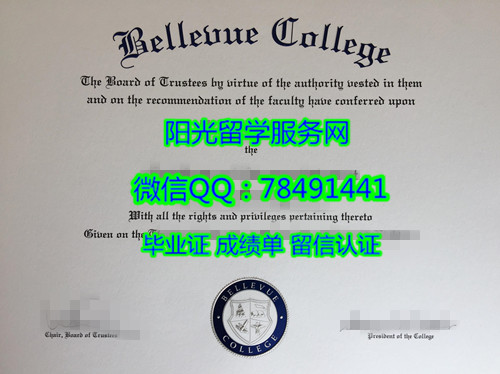 Bellevue College
The Board of Trustees by virtue of the authority vested in them
and on the recommendation of the faculty have conferred upon
阳光留学服务网
the
微信QQ：78491441
With all the rights and privileges pertaining thereto
Given on the
毕业证 成绩单 留信认证
BELLEVUE
COLLEGE
Chair, Board of Trustees
President of the College